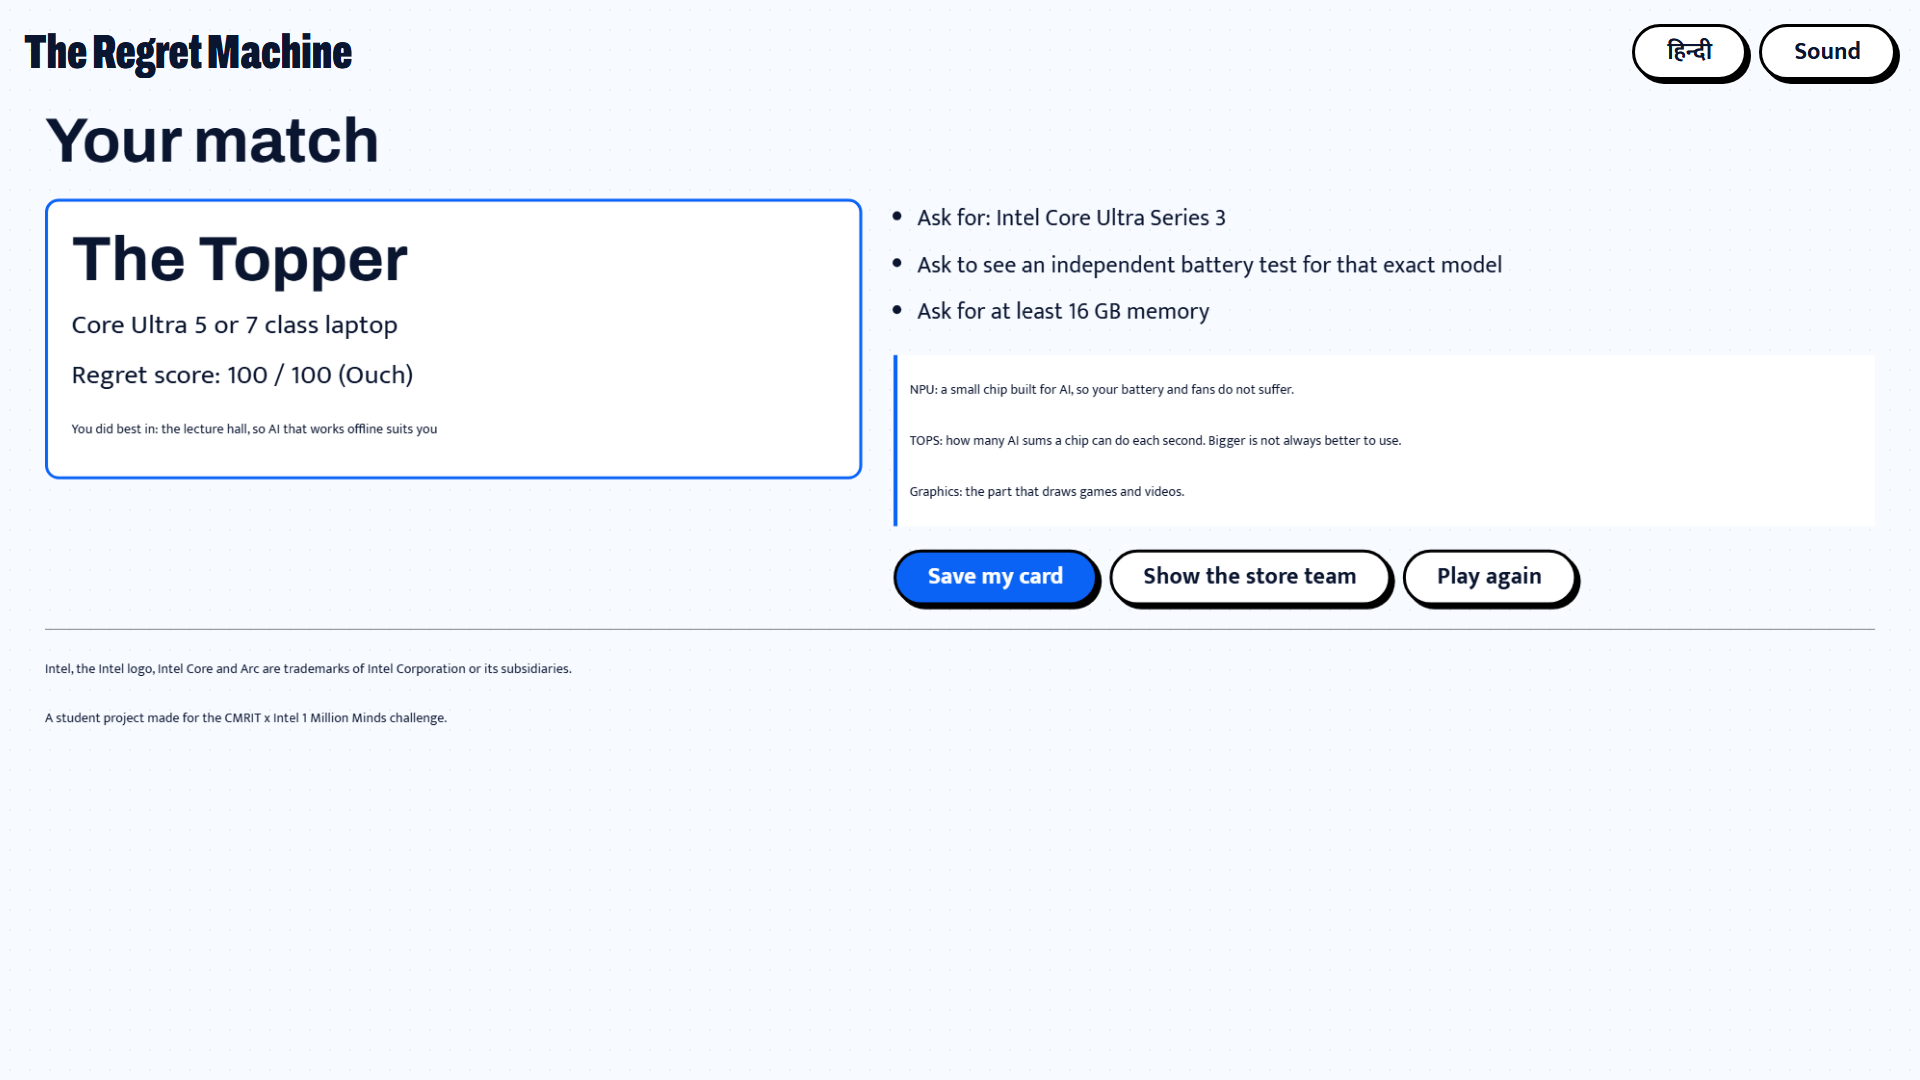 The Regret Machine
हिन्दी
Sound
Your match
The Topper
Core Ultra 5 or 7 class laptop
Regret score: 100 / 100 (Ouch)
You did best in: the lecture hall, so AI that works offline suits you
Ask for: Intel Core Ultra Series 3
Ask to see an independent battery test for that exact model
Ask for at least 16 GB memory
NPU: a small chip built for AI, so your battery and fans do not suffer.
TOPS: how many AI sums a chip can do each second. Bigger is not always better to use.
Graphics: the part that draws games and videos.
Save my card
Show the store team
Play again
Intel, the Intel logo, Intel Core and Arc are trademarks of Intel Corporation or its subsidiaries.
A student project made for the CMRIT x Intel 1 Million Minds challenge.